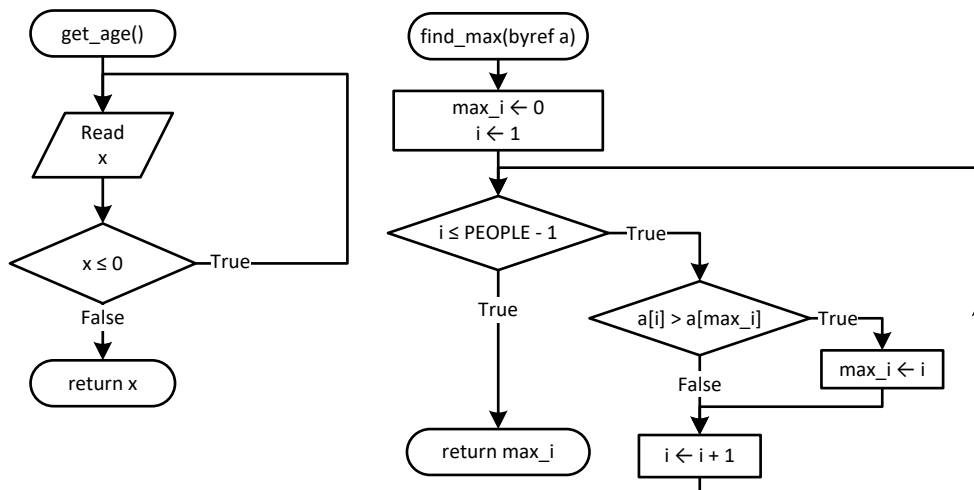 get_age()
Read
x
x ≤ 0
True
False
return x
find_max(byref a)
max_i ← 0
i ← 1
i ≤ PEOPLE - 1
True
True
a[i] > a[max_i]
True
max_i ← i
False
i ← i + 1
return max_i